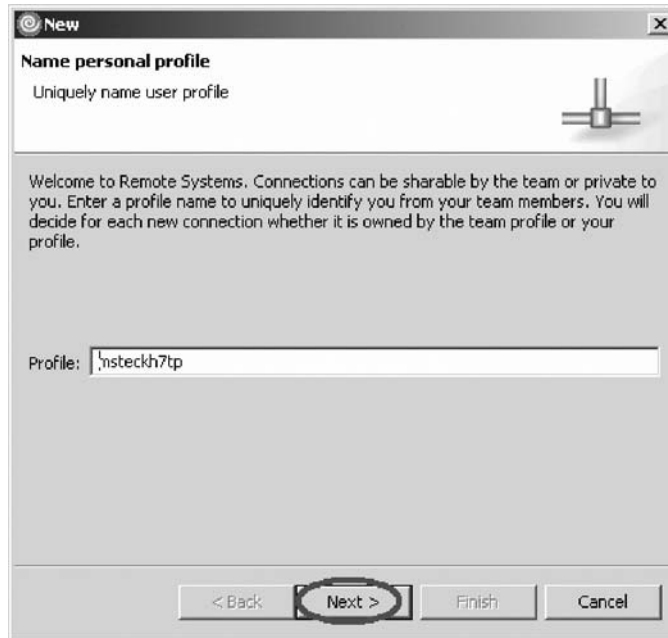 New
Name personal profile
Uniquely name user profile
Welcome to Remote Systems. Connections can be sharable by the team or private to
you. Enter a profile name to uniquely identify you from your team members. You will
decide for each new connection whether it is owned by the team profile or your
profile.
Profile: nsteckh7tp
< Back Next > Finish Cancel